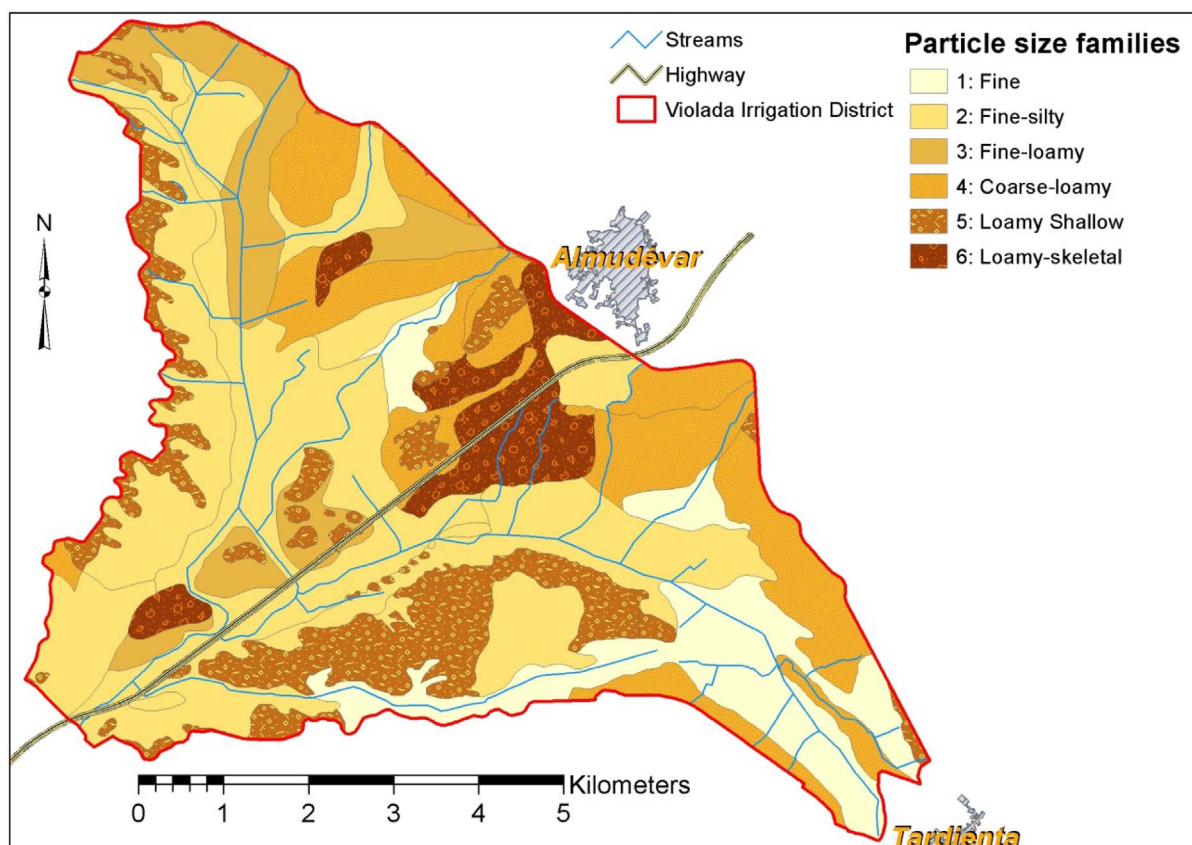 Streams
Highway
Violada Irrigation District
Particle size families
1: Fine
2: Fine-silty
3: Fine-loamy
4: Coarse-loamy
5: Loamy Shallow
6: Loamy-skeletal
N
Almudévar
Kilometers
0 1 2 3 4 5
Tardienta